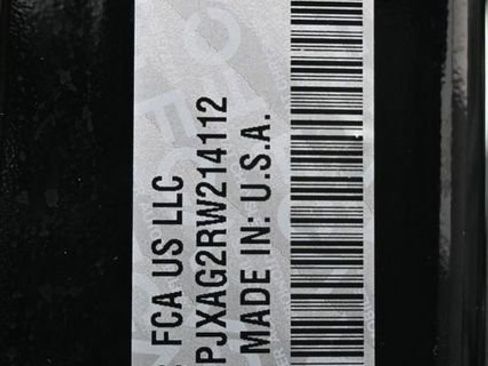 FCA US LLC
PJXAG2RW214112
MADE IN: U.S.A.